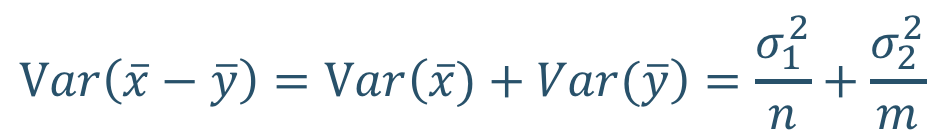 Var(x̄ − ȳ) = Var(x̄) + Var(ȳ) = σ₁²/n + σ₂²/m